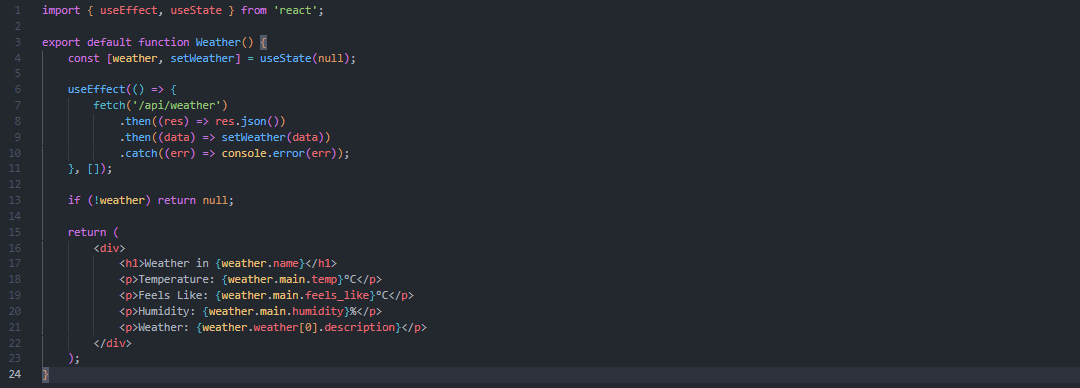 1 import { useEffect, useState } from 'react';
2
3 export default function Weather() {
4 const [weather, setWeather] = useState(null);
5
6 useEffect(() => {
7 fetch('/api/weather')
8 .then((res) => res.json())
9 .then((data) => setWeather(data))
10 .catch((err) => console.error(err));
11 }, []);
12
13 if (!weather) return null;
14
15 return (
16 <div>
17 <h1>Weather in {weather.name}</h1>
18 <p>Temperature: {weather.main.temp}°C</p>
19 <p>Feels Like: {weather.main.feels_like}°C</p>
20 <p>Humidity: {weather.main.humidity}%</p>
21 <p>Weather: {weather.weather[0].description}</p>
22 </div>
23 );
24 }